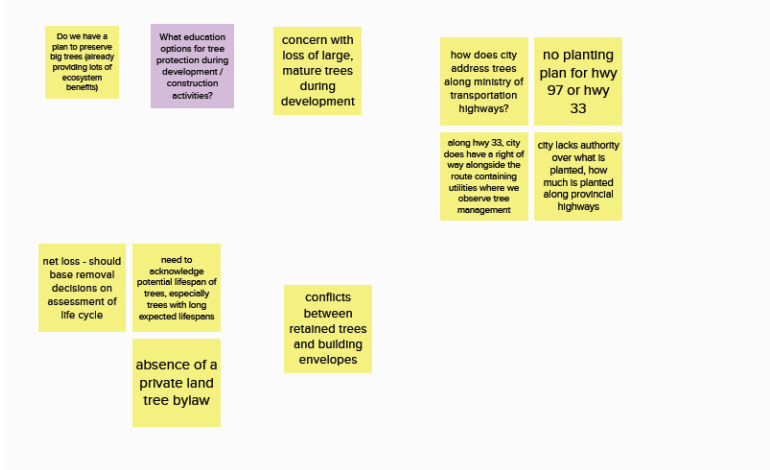 Do we have a
plan to preserve
big trees (already
providing lots of
ecosystem
benefits)
What education
options for tree
protection during
development /
construction
activities?
concern with
loss of large,
mature trees
during
development
how does city
address trees
along ministry of
transportation
highways?
no planting
plan for hwy
97 or hwy
33
along hwy 33, city
does have a right of
way alongside the
route containing
utilities where we
observe tree
management
city lacks authority
over what is
planted, how
much is planted
along provincial
highways
net loss - should
base removal
decisions on
assessment of
life cycle
need to
acknowledge
potential lifespan of
trees, especially
trees with long
expected lifespans
absence of a
private land
tree bylaw
conflicts
between
retained trees
and building
envelopes